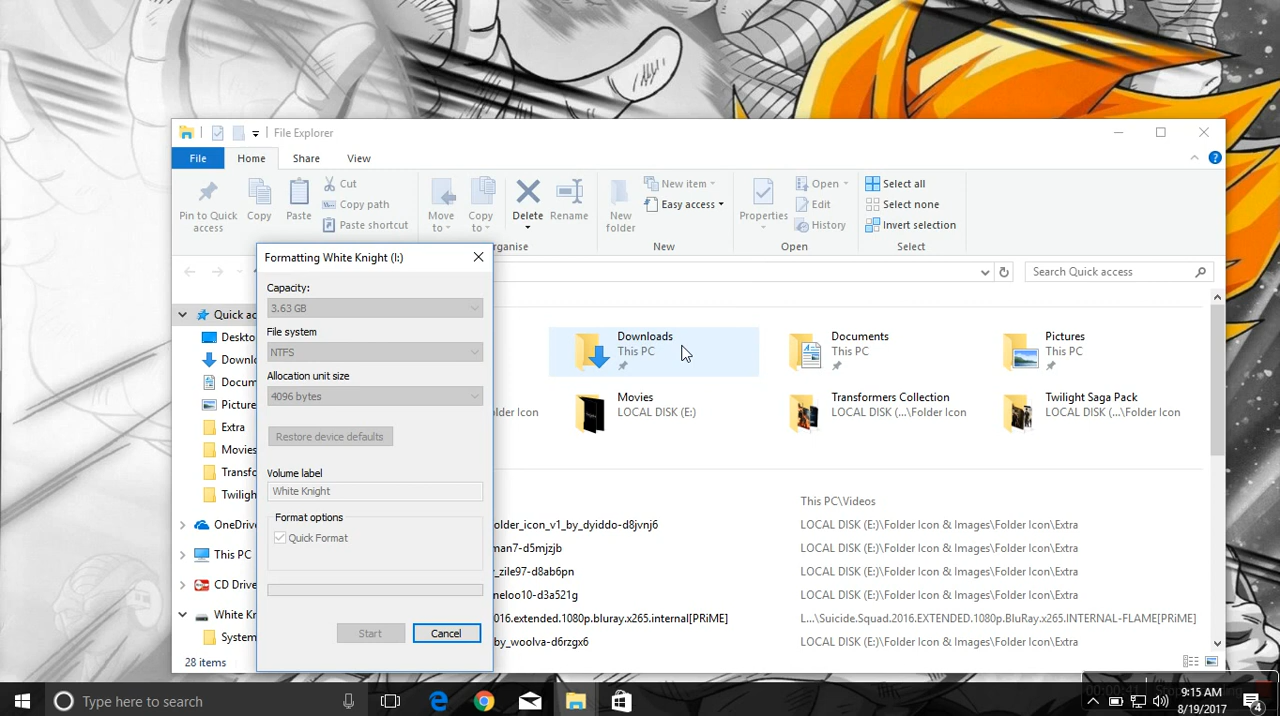 File Explorer
File
Home
Share
View
Pin to Quick access
Copy
Paste
Cut
Copy path
Paste shortcut
Move to
Copy to
Delete
Rename
New folder
New item
Easy access
Properties
Open
Edit
History
Select all
Select none
Invert selection
New
Open
Select
Search Quick access
Formatting White Knight (I:)
Capacity:
3.63 GB
File system
NTFS
Allocation unit size
4096 bytes
Restore device defaults
Volume label
White Knight
Format options
Quick Format
Start
Cancel
Quick ac
Deskto
Downlo
Docum
Picture
Extra
Movies
Transfo
Twiligh
OneDrive
This PC
CD Drive
White Kn
System
28 items
Downloads
This PC
Documents
This PC
Pictures
This PC
older Icon
Movies
LOCAL DISK (E:)
Transformers Collection
LOCAL DISK (...\Folder Icon
Twilight Saga Pack
LOCAL DISK (...\Folder Icon
This PC\Videos
older_icon_v1_by_dyiddo-d8jvnj6
LOCAL DISK (E:)\Folder Icon & Images\Folder Icon\Extra
man7-d5mjzjb
LOCAL DISK (E:)\Folder Icon & Images\Folder Icon\Extra
_zile97-d8ab6pn
LOCAL DISK (E:)\Folder Icon & Images\Folder Icon\Extra
neloo10-d3a521g
LOCAL DISK (E:)\Folder Icon & Images\Folder Icon\Extra
2016.extended.1080p.bluray.x265.internal[PRiME]
L...\Suicide.Squad.2016.EXTENDED.1080p.BluRay.x265.INTERNAL-FLAME[PRiME]
by_woolva-d6rzgx6
LOCAL DISK (E:)\Folder Icon & Images\Folder Icon\Extra
Type here to search
00:00:41
9:15 AM
8/19/2017
4